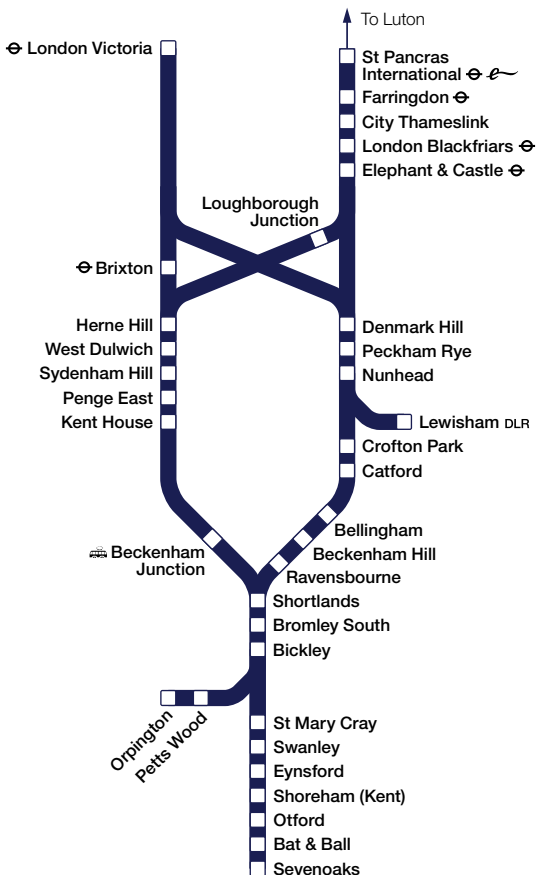 To Luton
London Victoria
St Pancras
International
Farringdon
City Thameslink
London Blackfriars
Elephant & Castle
Loughborough
Junction
Brixton
Herne Hill
West Dulwich
Sydenham Hill
Penge East
Kent House
Denmark Hill
Peckham Rye
Nunhead
Lewisham DLR
Crofton Park
Catford
Bellingham
Beckenham Hill
Ravensbourne
Beckenham
Junction
Shortlands
Bromley South
Bickley
Orpington
Petts Wood
St Mary Cray
Swanley
Eynsford
Shoreham (Kent)
Otford
Bat & Ball
Sevenoaks